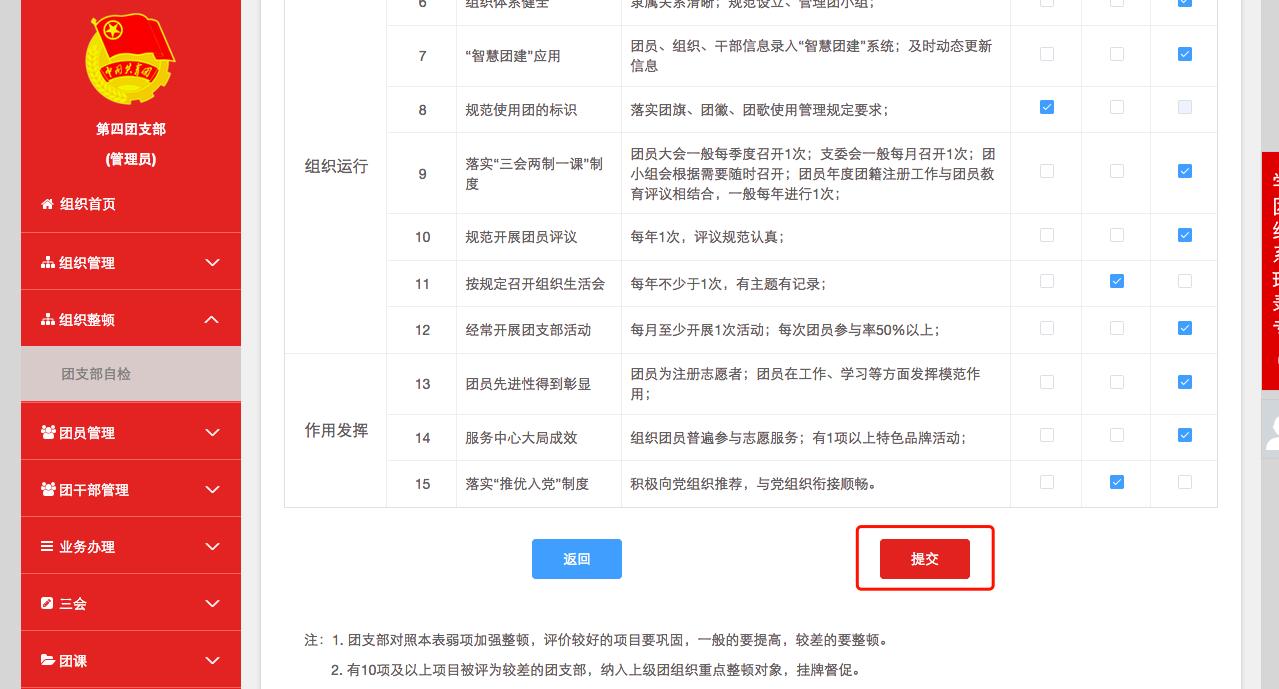 第四团支部
(管理员)
组织首页
组织管理
组织整顿
团支部自检
团员管理
团干部管理
业务办理
三会
团课
组织运行
6 组织体系健全 隶属关系清晰；规范设立、管理团小组；
7 “智慧团建”应用 团员、组织、干部信息录入“智慧团建”系统；及时动态更新
信息
8 规范使用团的标识 落实团旗、团徽、团歌使用管理规定要求；
9 落实“三会两制一课”制
度
团员大会一般每季度召开1次；支委会一般每月召开1次；团
小组会根据需要随时召开；团员年度团籍注册工作与团员教
育评议相结合，一般每年进行1次；
10 规范开展团员评议 每年1次，评议规范认真；
11 按规定召开组织生活会 每年不少于1次，有主题有记录；
12 经常开展团支部活动 每月至少开展1次活动；每次团员参与率50%以上；
作用发挥
13 团员先进性得到彰显 团员为注册志愿者；团员在工作、学习等方面发挥模范作
用；
14 服务中心大局成效 组织团员普遍参与志愿服务；有1项以上特色品牌活动；
15 落实“推优入党”制度 积极向党组织推荐，与党组织衔接顺畅。
返回
提交
注：1. 团支部对照本表弱项加强整顿，评价较好的项目要巩固，一般的要提高，较差的要整顿。
2. 有10项及以上项目被评为较差的团支部，纳入上级团组织重点整顿对象，挂牌督促。